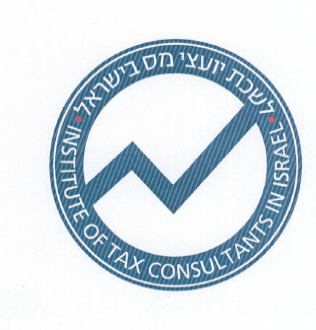 לשכת יועצי מס בישראל
INSTITUTE OF TAX CONSULTANTS IN ISRAEL